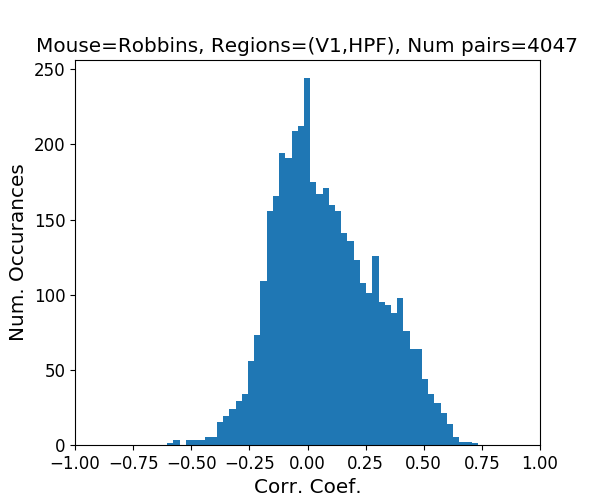 Mouse=Robbins, Regions=(V1,HPF), Num pairs=4047
250
200
150
100
50
0
Num. Occurances
−1.00 −0.75 −0.50 −0.25 0.00 0.25 0.50 0.75 1.00
Corr. Coef.